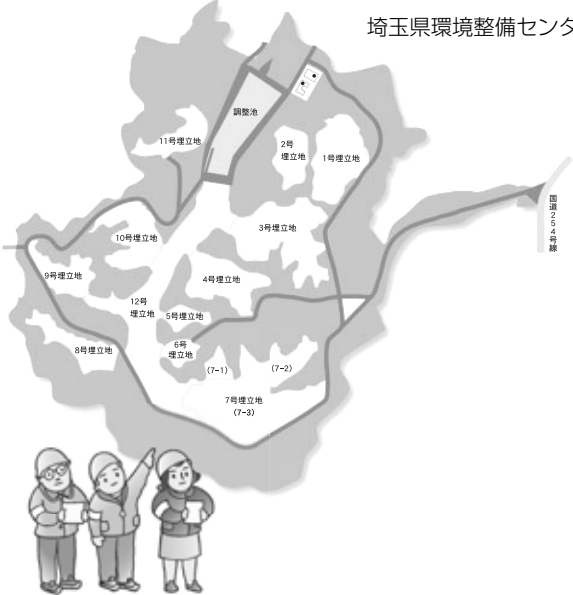 埼玉県環境整備センタ
調整池
11号埋立地
2号
埋立地
1号埋立地
3号埋立地
10号埋立地
9号埋立地
4号埋立地
12号
埋立地
5号埋立地
6号
埋立地
8号埋立地
(7-1)
(7-2)
7号埋立地
(7-3)
国道254号線